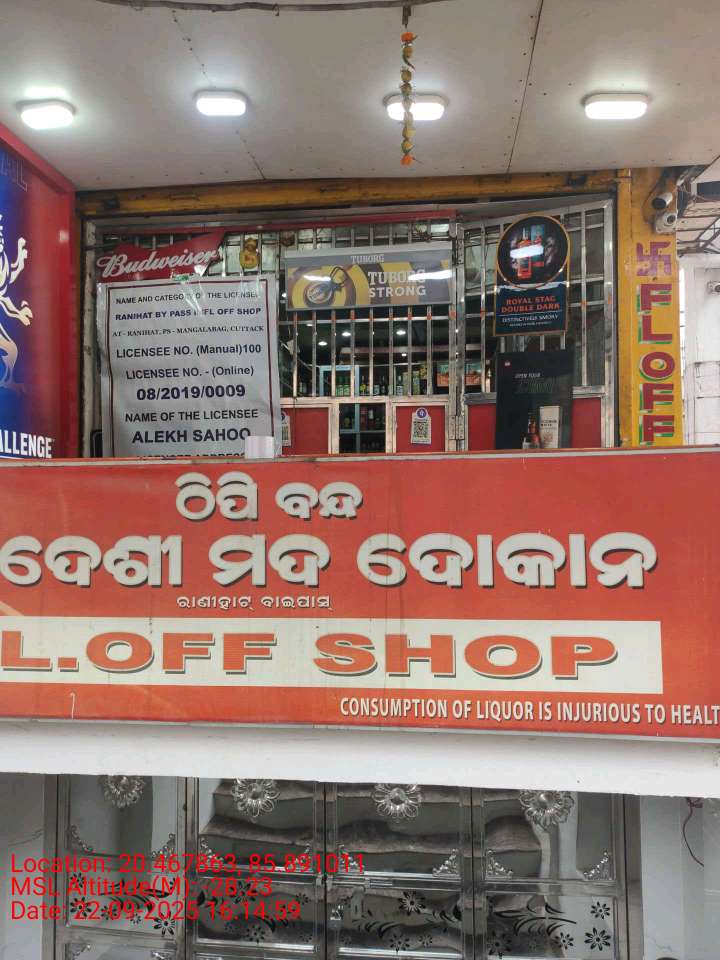 Budweiser
NAME AND CATEGORY OF THE LICENSEE
RANIHAT BY PASS IMFL OFF SHOP
AT - RANIHAT, PS - MANGALABAG, CUTTACK
LICENSEE NO. (Manual)100
LICENSEE NO. - (Online)
08/2019/0009
NAME OF THE LICENSEE
ALEKH SAHOO
TUBORG
TUBORG
STRONG
ROYAL STAG
DOUBLE DARK
OPEN YOUR
卐 FL OFF
ALLENGE
ଠିପି ବନ୍ଦ
ଦେଶୀ ମଦ ଦୋକାନ
ରାଣୀହାଟ୍ ବାଇପାସ୍
L.OFF SHOP
CONSUMPTION OF LIQUOR IS INJURIOUS TO HEALT
Location: 20.467863, 85.891011
MSL Altitude(M): -28.23
Date: 22-09-2025 16:14:59